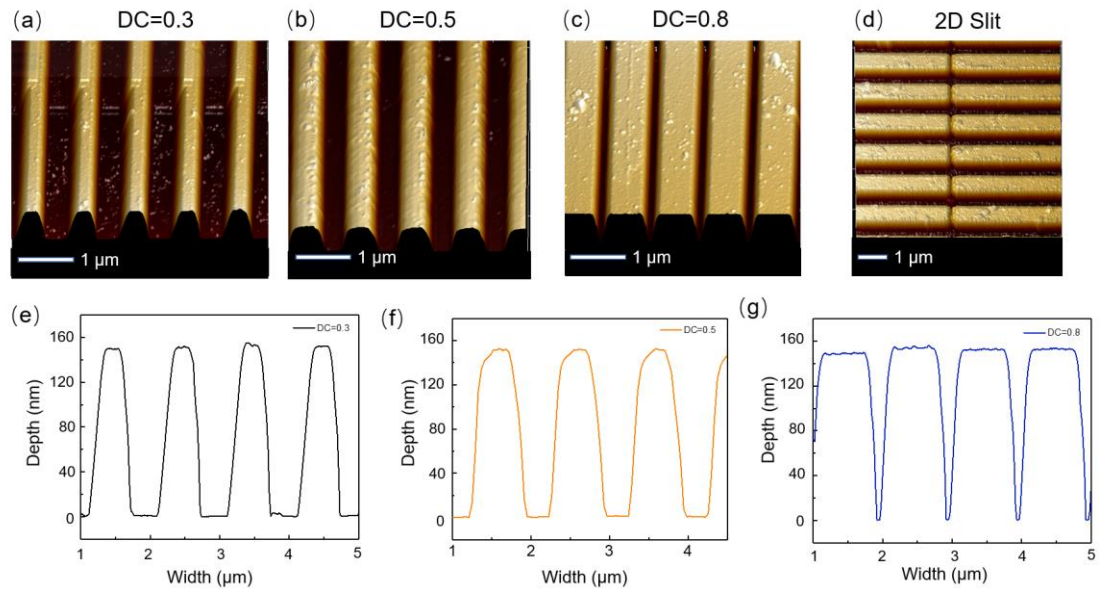 (a) DC=0.3
(b) DC=0.5
(c) DC=0.8
(d) 2D Slit
1 μm
1 μm
1 μm
1 μm
(e)
DC=0.3
160
120
80
40
0
Depth (nm)
1 2 3 4 5
Width (μm)
(f)
DC=0.5
160
120
80
40
0
Depth (nm)
1 2 3 4
Width (μm)
(g)
DC=0.8
160
120
80
40
0
Depth (nm)
1 2 3 4 5
Width (μm)